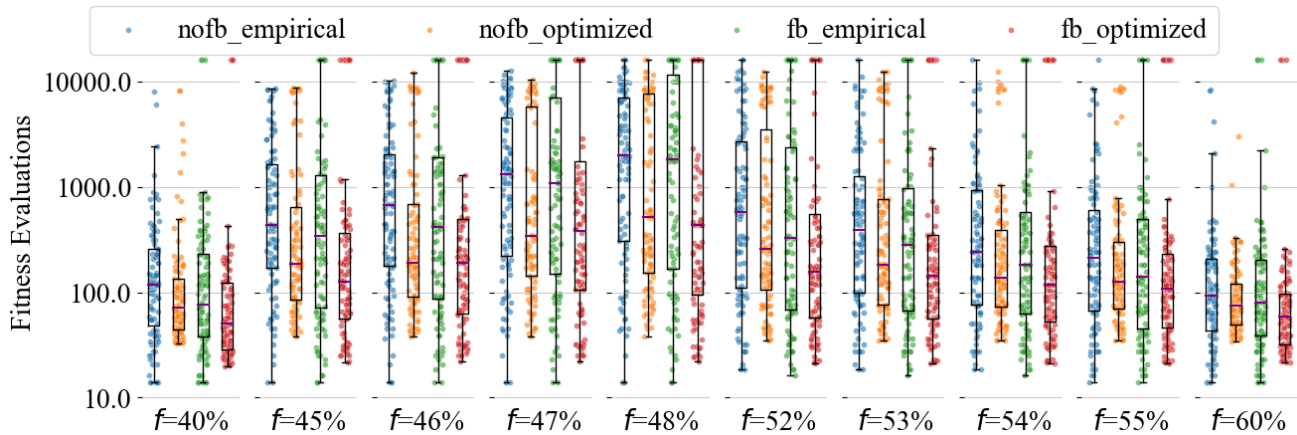 nofb_empirical nofb_optimized fb_empirical fb_optimized
Fitness Evaluations
10000.0
1000.0
100.0
10.0
f=40% f=45% f=46% f=47% f=48% f=52% f=53% f=54% f=55% f=60%